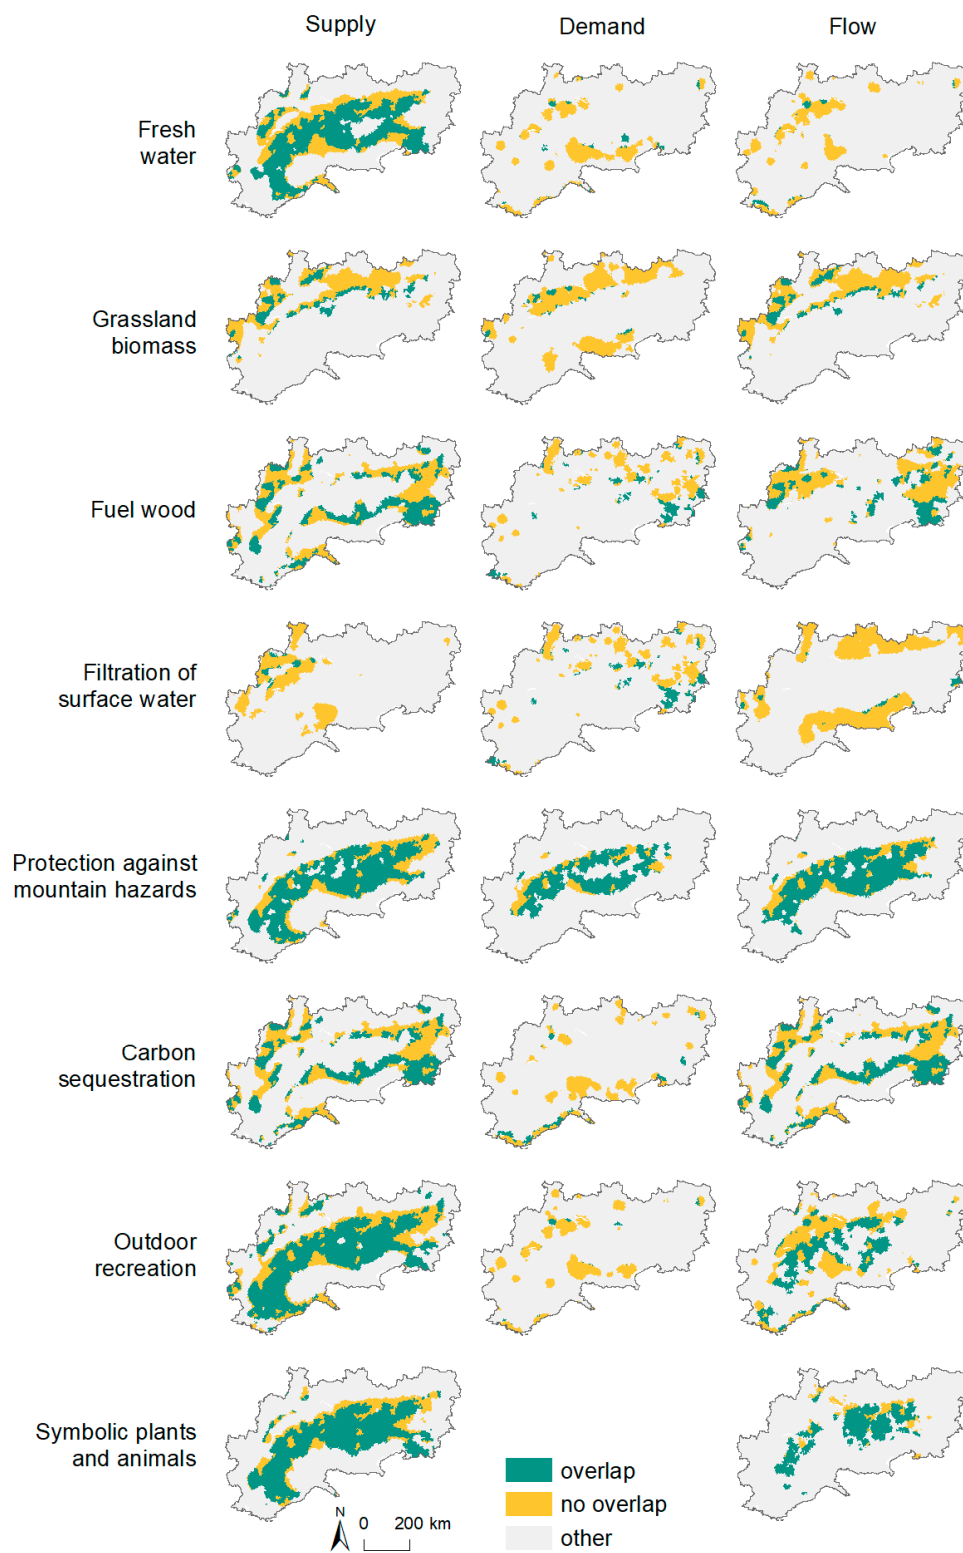 Supply Demand Flow
Fresh
water
Grassland
biomass
Fuel wood
Filtration of
surface water
Protection against
mountain hazards
Carbon
sequestration
Outdoor
recreation
Symbolic plants
and animals
overlap
no overlap
other
N
0 200 km